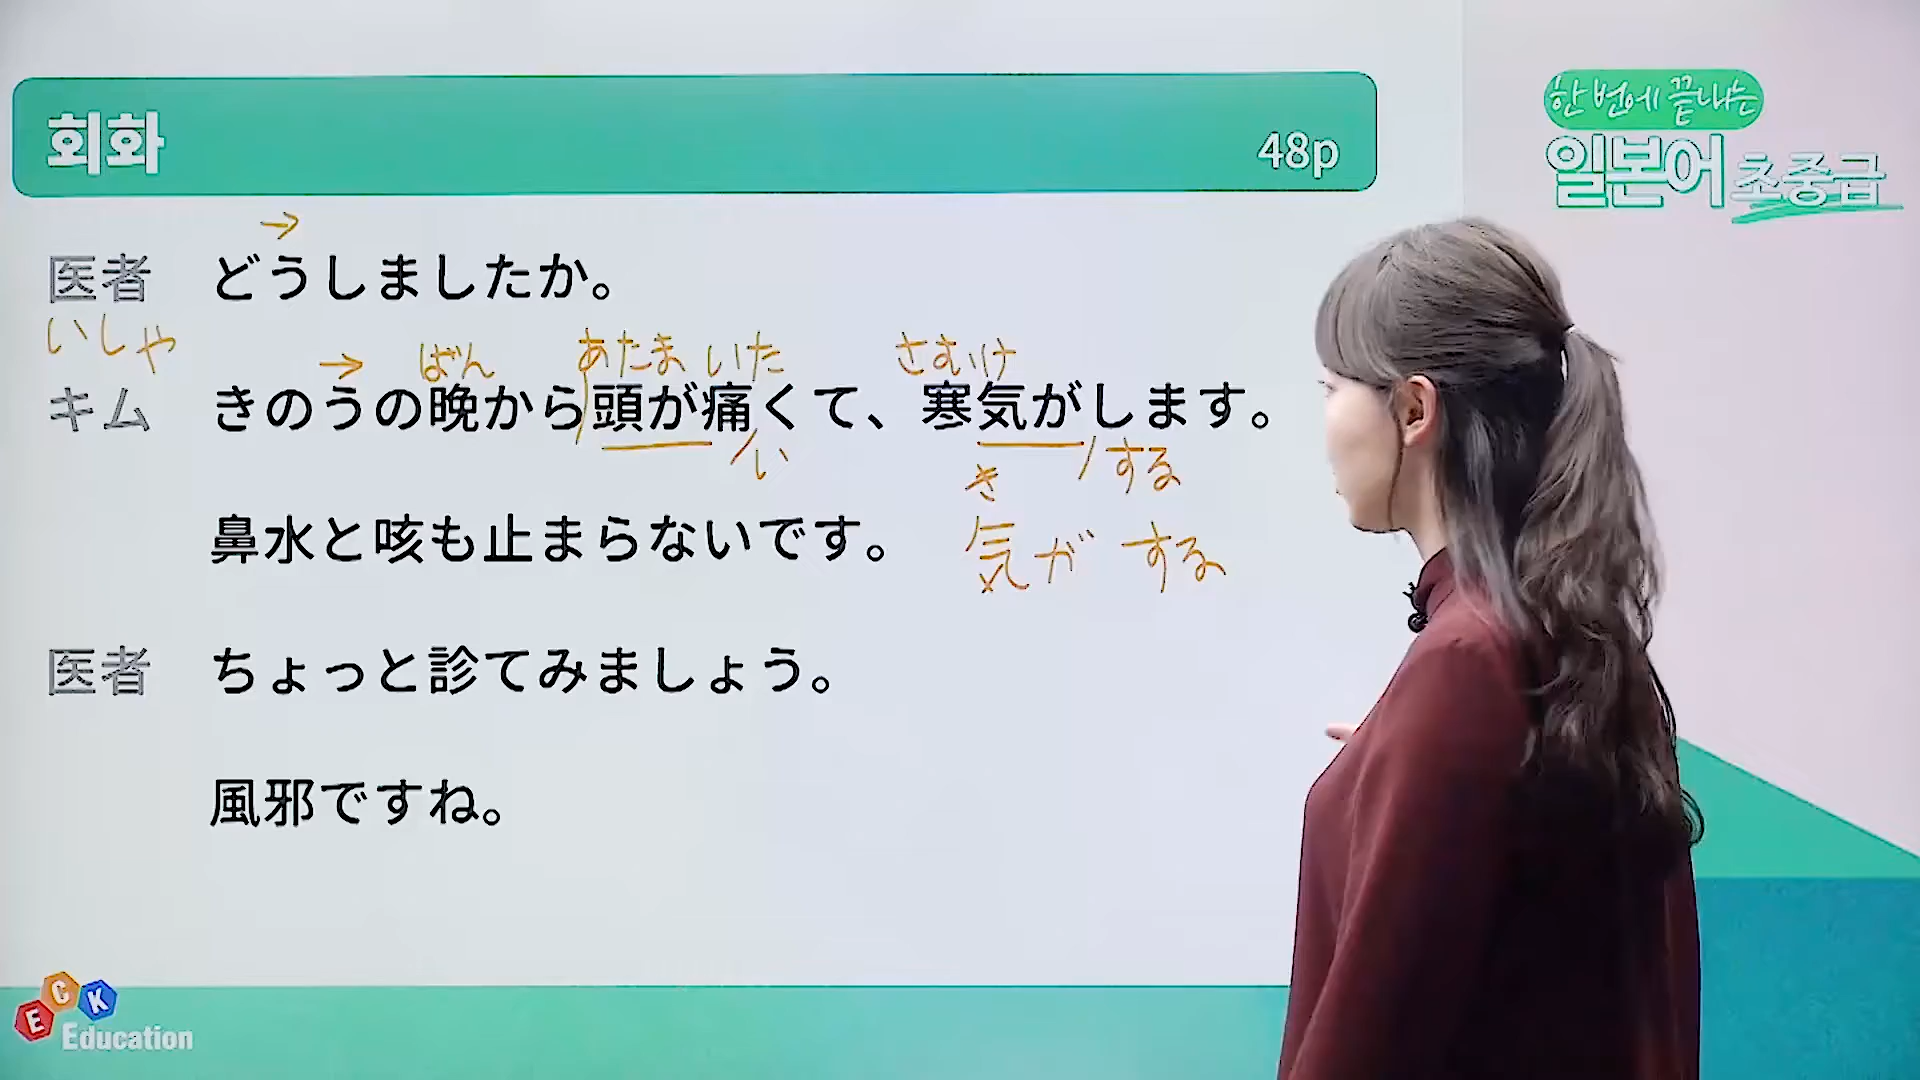 회화
48p
한 번에 끝내는
일본어 초중급
→
医者 どうしましたか。
いしゃ
→ ばん あたま いた さむけ
キム きのうの晩から頭が痛くて、寒気がします。
い き する
鼻水と咳も止まらないです。
気が する
医者 ちょっと診てみましょう。
風邪ですね。
ECK
Education